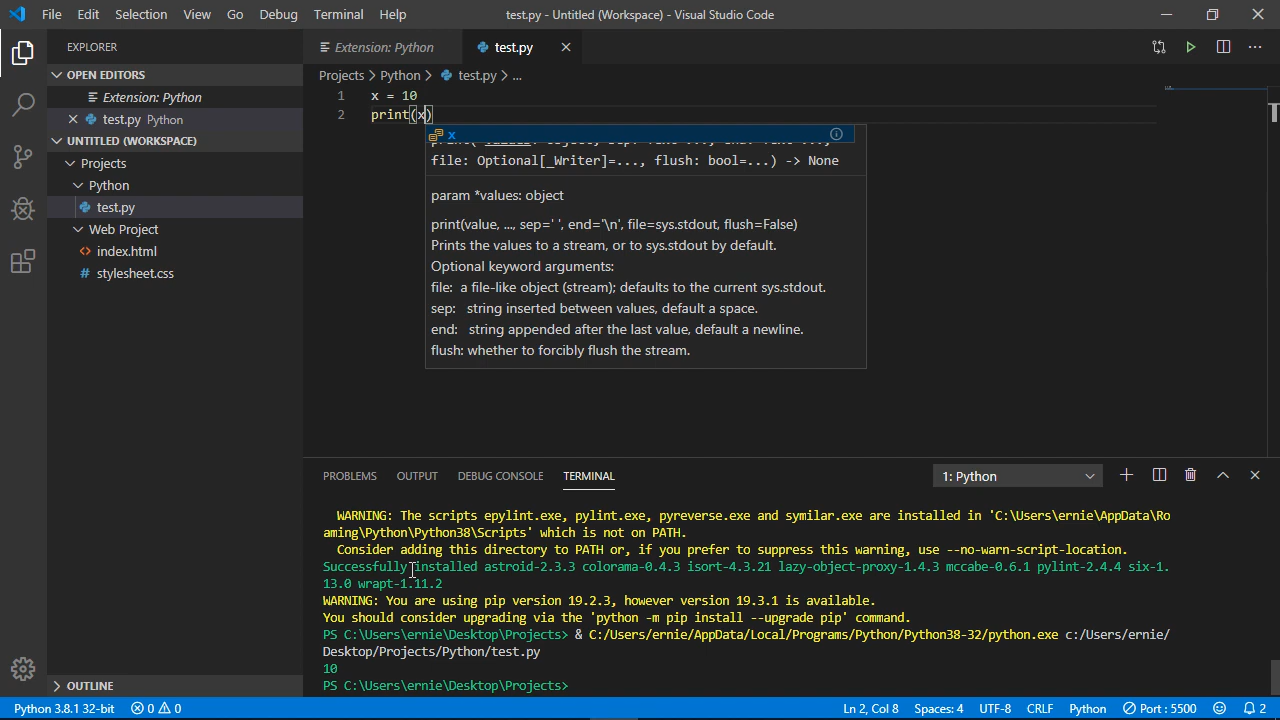 File Edit Selection View Go Debug Terminal Help test.py - Untitled (Workspace) - Visual Studio Code
EXPLORER
OPEN EDITORS
Extension: Python
test.py Python
UNTITLED (WORKSPACE)
Projects
Python
test.py
Web Project
index.html
stylesheet.css
OUTLINE
Extension: Python test.py
Projects > Python > test.py > ...
1 x = 10
2 print(x)
x
file: Optional[_Writer]=..., flush: bool=...) -> None
param *values: object
print(value, ..., sep=' ', end='\n', file=sys.stdout, flush=False)
Prints the values to a stream, or to sys.stdout by default.
Optional keyword arguments:
file: a file-like object (stream); defaults to the current sys.stdout.
sep: string inserted between values, default a space.
end: string appended after the last value, default a newline.
flush: whether to forcibly flush the stream.
PROBLEMS OUTPUT DEBUG CONSOLE TERMINAL 1: Python
WARNING: The scripts epylint.exe, pylint.exe, pyreverse.exe and symilar.exe are installed in 'C:\Users\ernie\AppData\Ro
aming\Python\Python38\Scripts' which is not on PATH.
Consider adding this directory to PATH or, if you prefer to suppress this warning, use --no-warn-script-location.
Successfully installed astroid-2.3.3 colorama-0.4.3 isort-4.3.21 lazy-object-proxy-1.4.3 mccabe-0.6.1 pylint-2.4.4 six-1.
13.0 wrapt-1.11.2
WARNING: You are using pip version 19.2.3, however version 19.3.1 is available.
You should consider upgrading via the 'python -m pip install --upgrade pip' command.
PS C:\Users\ernie\Desktop\Projects> & C:/Users/ernie/AppData/Local/Programs/Python/Python38-32/python.exe c:/Users/ernie/
Desktop/Projects/Python/test.py
10
PS C:\Users\ernie\Desktop\Projects>
Python 3.8.1 32-bit 0 0 Ln 2, Col 8 Spaces: 4 UTF-8 CRLF Python Port : 5500 2